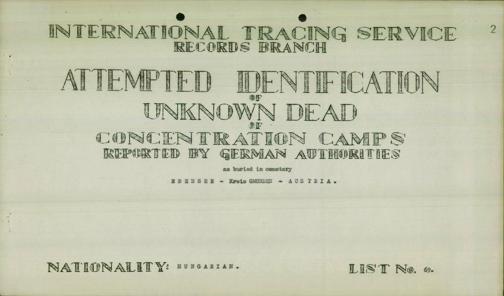 INTERNATIONAL TRACING SERVICE
2
RECORDS BRANCH
ATTEMPTED IDENTIFICATION
OF
UNKNOWN DEAD
OF
CONCENTRATION CAMPS
REPORTED BY GERMAN AUTHORITIES
as buried in cemetery
EBENSEE - Kreis GMUNDEN - AUSTRIA.
NATIONALITY: HUNGARIAN.
LIST No.